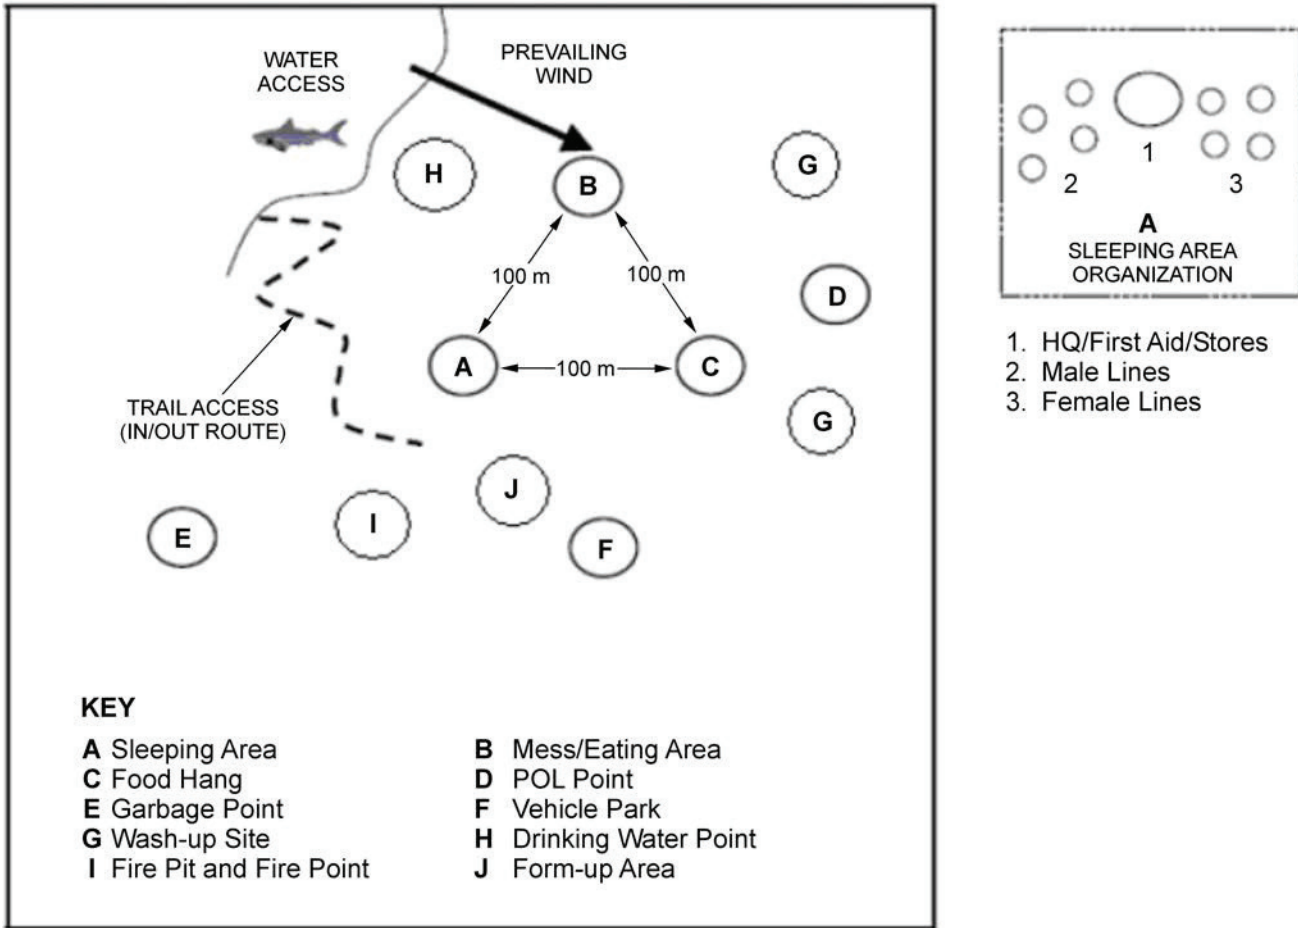 WATER
ACCESS
PREVAILING
WIND
H
B
G
100 m
100 m
D
A
100 m
C
TRAIL ACCESS
(IN/OUT ROUTE)
G
J
E
I
F
KEY
A Sleeping Area
B Mess/Eating Area
C Food Hang
D POL Point
E Garbage Point
F Vehicle Park
G Wash-up Site
H Drinking Water Point
I Fire Pit and Fire Point
J Form-up Area
1
2
3
A
SLEEPING AREA
ORGANIZATION
1. HQ/First Aid/Stores
2. Male Lines
3. Female Lines